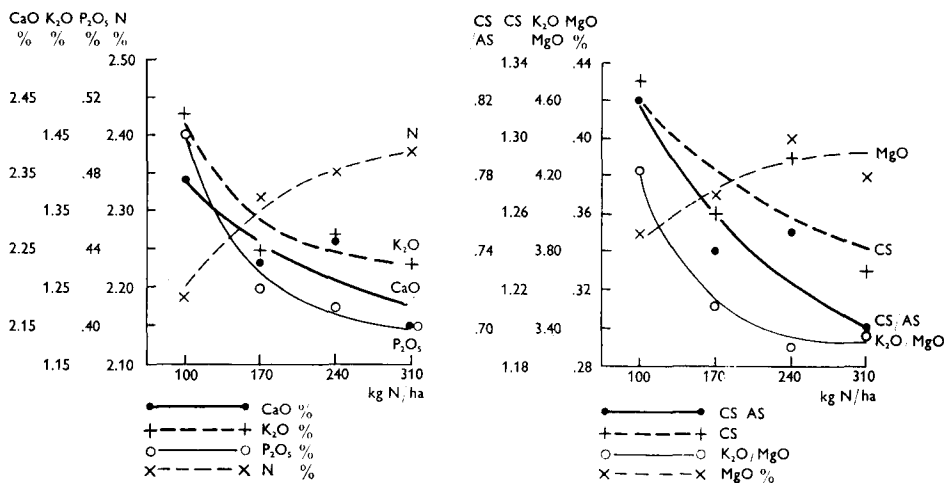 CaO K₂O P₂O₅ N
% % % %
2.50
2.45 .52
1.45 2.40
2.35 .48
1.35 2.30
2.25 .44
1.25 2.20
2.15 .40
1.15 2.10
N
K₂O
CaO
P₂O₅
100 170 240 310
kg N/ha
CaO %
K₂O %
P₂O₅ %
N %
CS CS K₂O MgO
/AS MgO %
1.34 .44
.82 4.60
1.30 .40
.78 4.20
1.26 .36
.74 3.80
1.22 .32
.70 3.40
1.18 .28
MgO
CS
CS/AS
K₂O/MgO
100 170 240 310
kg N/ha
CS AS
CS
K₂O/MgO
MgO %